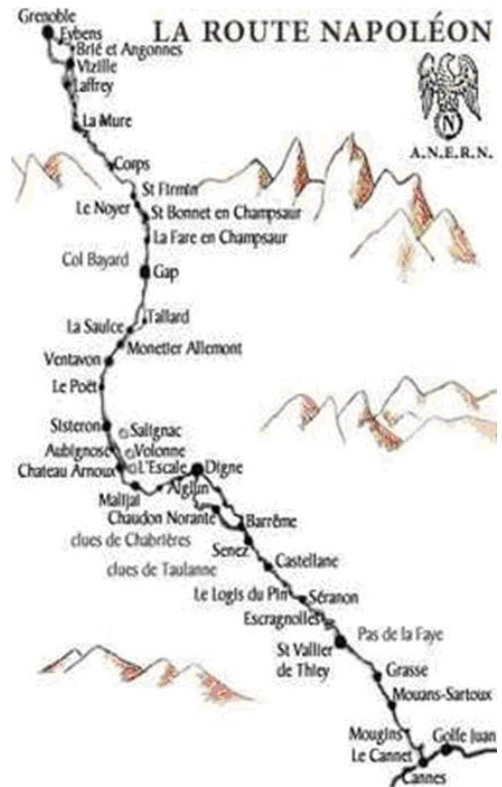 LA ROUTE NAPOLÉON
N
A.N.E.R.N.
Grenoble
Eybens
Brié et Angonnes
Vizille
Laffrey
La Mure
Corps
St Firmin
Le Noyer
St Bonnet en Champsaur
La Fare en Champsaur
Col Bayard
Gap
Tallard
La Saulce
Monetier Allemont
Ventavon
Le Poët
Sisteron
Salignac
Aubignosc
Volonne
Chateau Arnoux
L'Escale
Digne
Malijai
Aiglun
Chaudon Norante
Barrême
clues de Chabrières
Senez
clues de Taulanne
Castellane
Le Logis du Pin
Séranon
Escragnolles
Pas de la Faye
St Vallier
de Thiey
Grasse
Mouans-Sartoux
Mougins
Golfe Juan
Le Cannet
Cannes